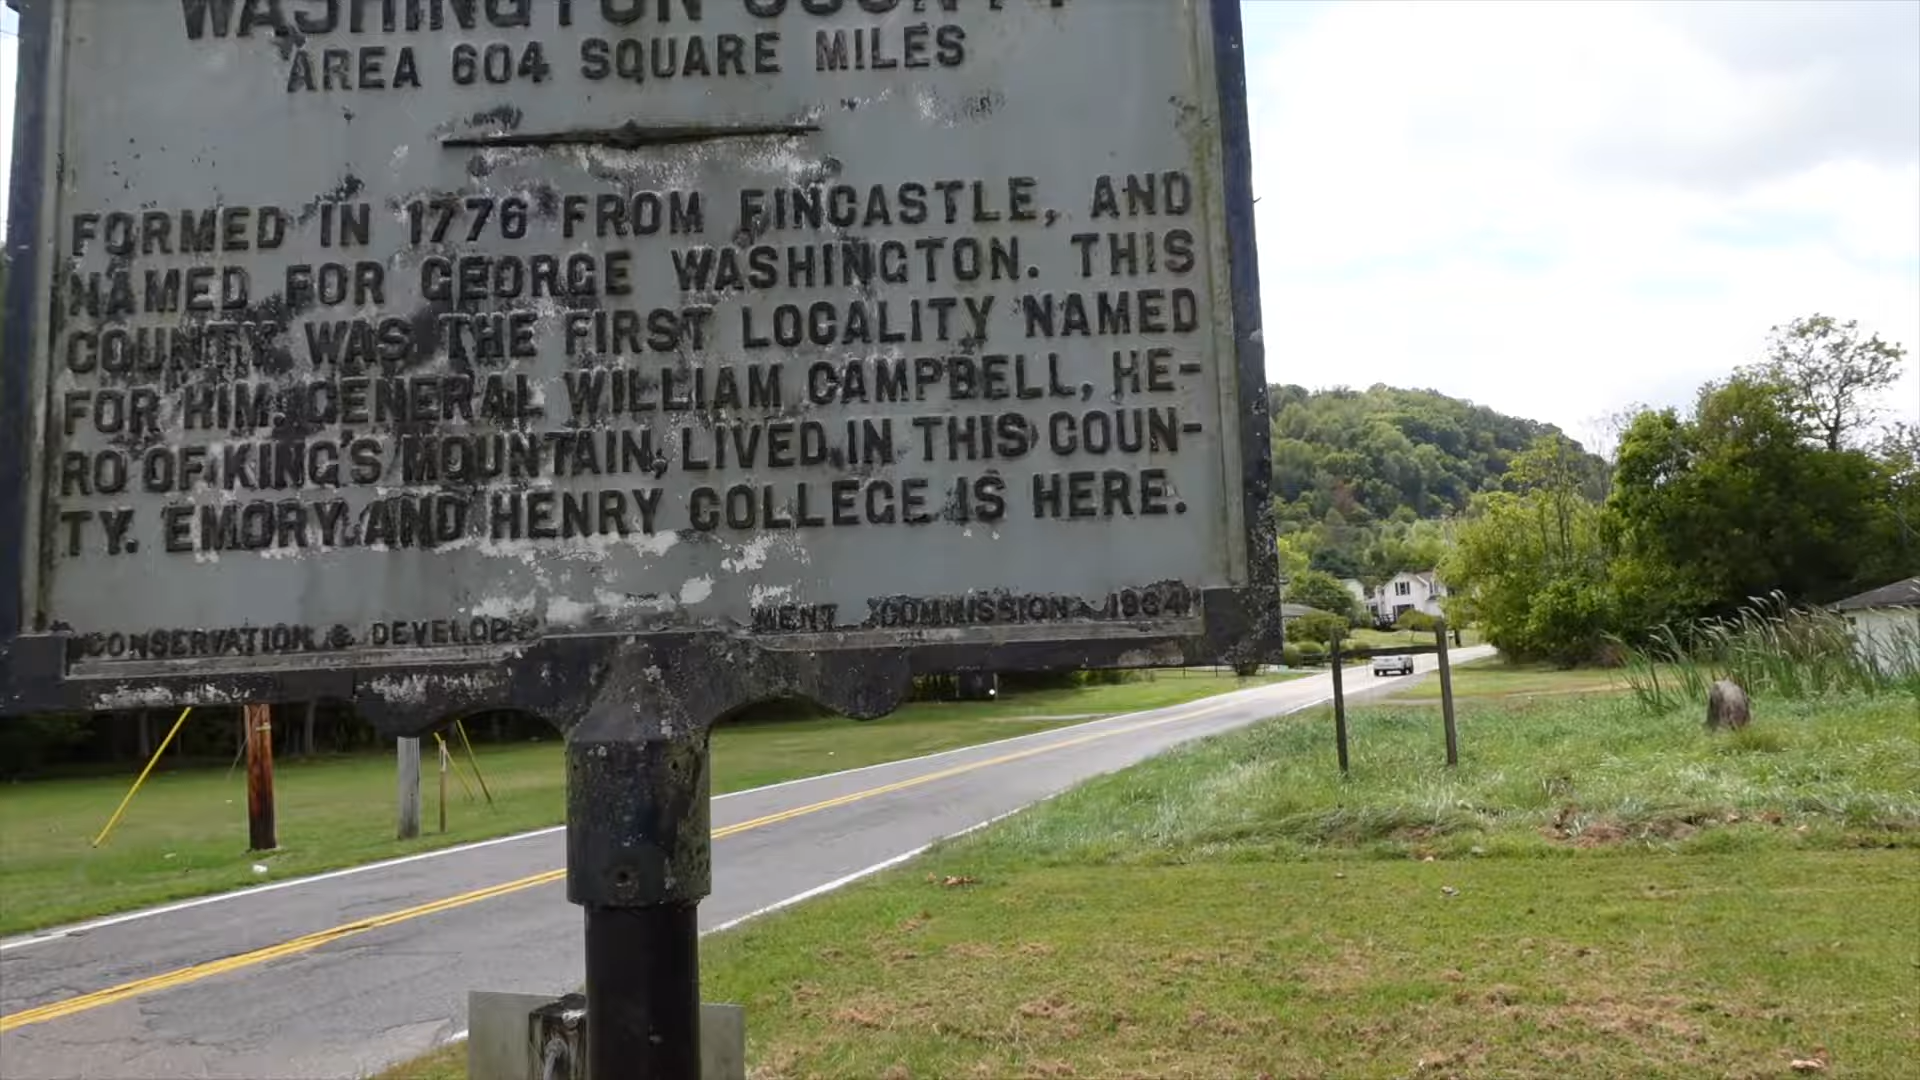 WASHINGTON COUNTY
AREA 604 SQUARE MILES
FORMED IN 1776 FROM FINCASTLE, AND
NAMED FOR GEORGE WASHINGTON. THIS
COUNTY WAS THE FIRST LOCALITY NAMED
FOR HIM. GENERAL WILLIAM CAMPBELL, HE-
RO OF KING'S MOUNTAIN, LIVED IN THIS COUN-
TY. EMORY AND HENRY COLLEGE IS HERE.
CONSERVATION & DEVELOPMENT COMMISSION 1934